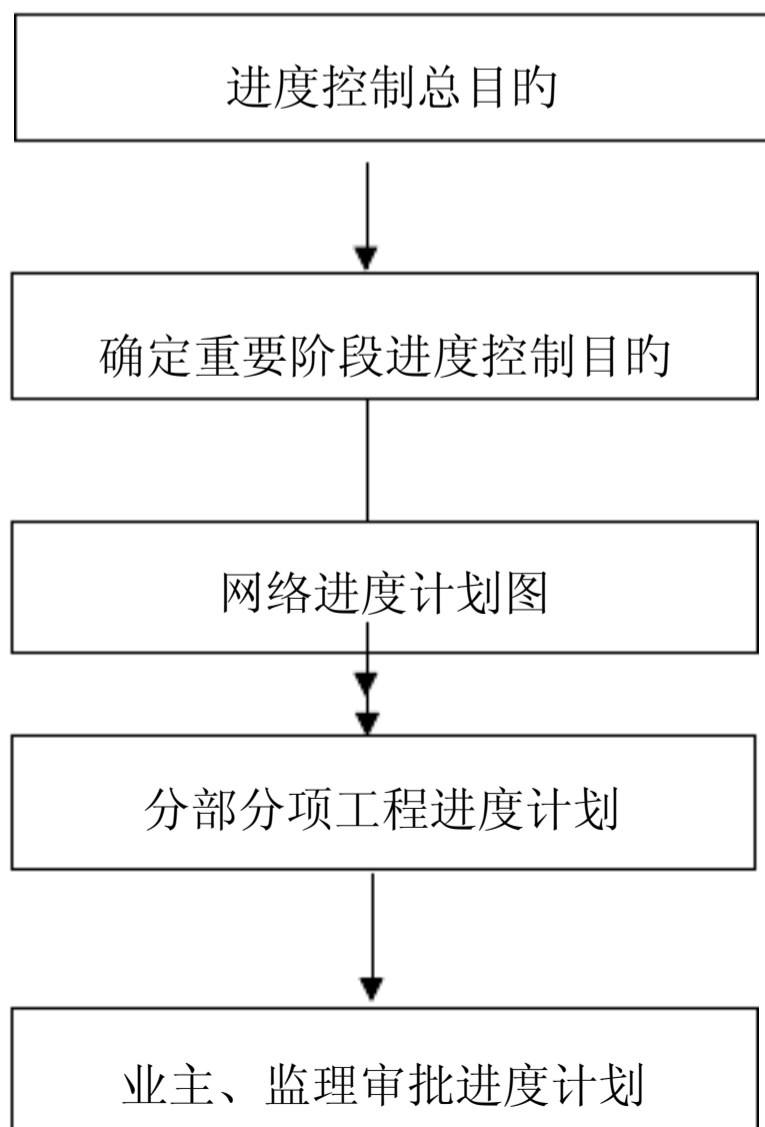 进度控制总目旳
确定重要阶段进度控制目旳
网络进度计划图
分部分项工程进度计划
业主、监理审批进度计划